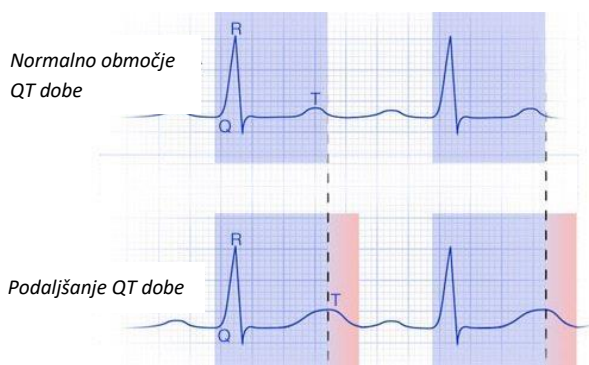 R
Normalno območje
QT dobe
T
Q
R
Podaljšanje QT dobe
T
Q